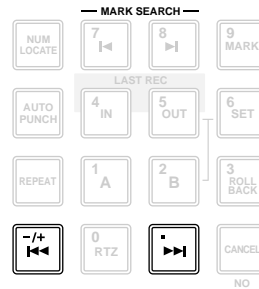 MARK SEARCH
NUM LOCATE
7
8
9 MARK
LAST REC
AUTO PUNCH
4 IN
5 OUT
6 SET
REPEAT
1 A
2 B
3 ROLL BACK
-/+
0 RTZ
.
CANCEL
NO